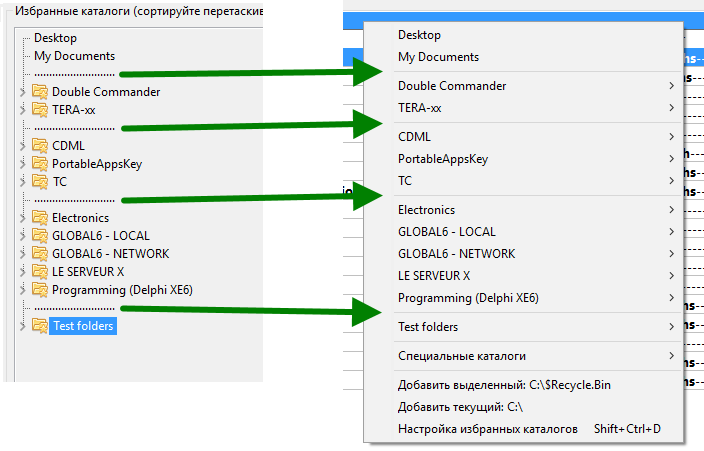 Избранные каталоги (сортируйте перетаскив
Desktop
My Documents
Double Commander
TERA-xx
CDML
PortableAppsKey
TC
Electronics
GLOBAL6 - LOCAL
GLOBAL6 - NETWORK
LE SERVEUR X
Programming (Delphi XE6)
Test folders
Desktop
My Documents
Double Commander
TERA-xx
CDML
PortableAppsKey
TC
Electronics
GLOBAL6 - LOCAL
GLOBAL6 - NETWORK
LE SERVEUR X
Programming (Delphi XE6)
Test folders
Специальные каталоги
Добавить выделенный: C:\$Recycle.Bin
Добавить текущий: C:\
Настройка избранных каталогов Shift+Ctrl+D